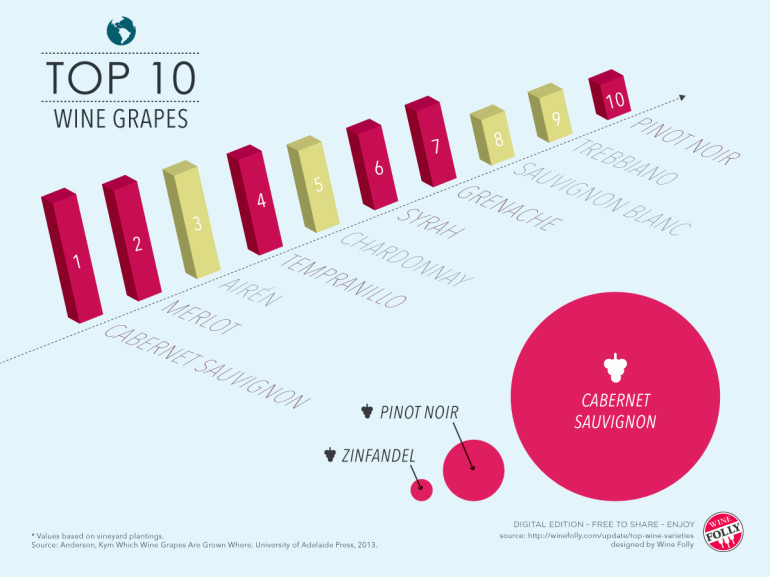 TOP 10
WINE GRAPES
1
2
3
4
5
6
7
8
9
10
CABERNET SAUVIGNON
MERLOT
AIRÉN
TEMPRANILLO
CHARDONNAY
SYRAH
GRENACHE
SAUVIGNON BLANC
TREBBIANO
PINOT NOIR
CABERNET
SAUVIGNON
PINOT NOIR
ZINFANDEL
* Values based on vineyard plantings.
Source: Anderson, Kym Which Wine Grapes Are Grown Where. University of Adelaide Press, 2013.
DIGITAL EDITION - FREE TO SHARE - ENJOY
source: http://winefolly.com/update/top-wine-varieties
designed by Wine Folly
WINE
FOLLY